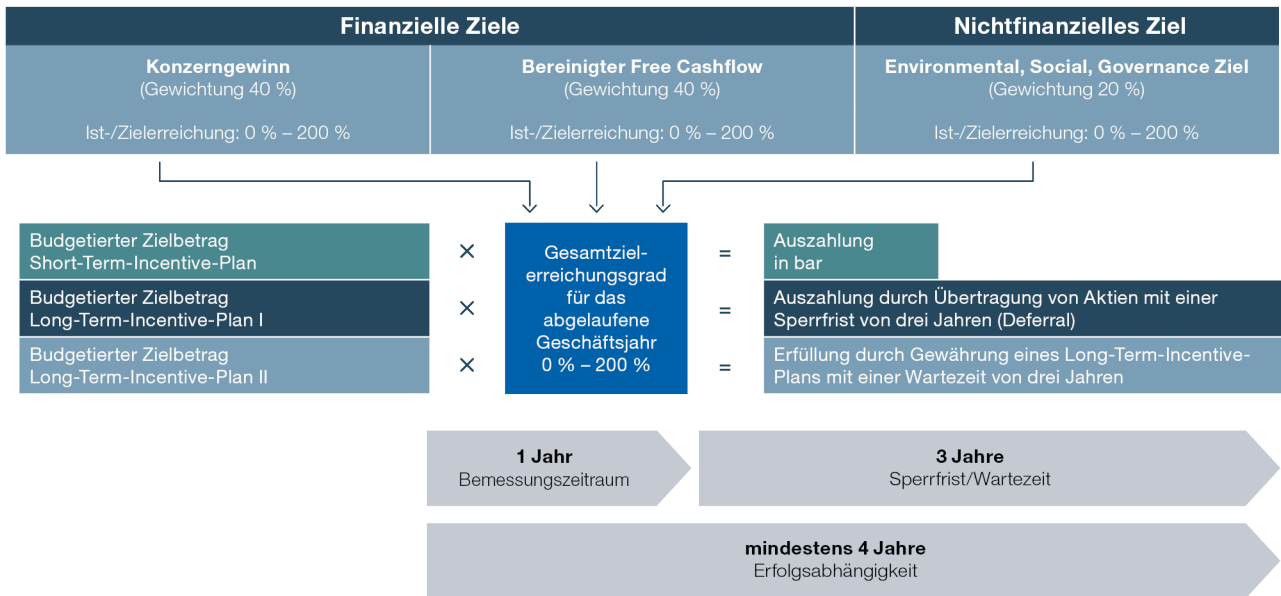 Finanzielle Ziele
Nichtfinanzielles Ziel
Konzerngewinn
(Gewichtung 40 %)
Ist-/Zielerreichung: 0 % – 200 %
Bereinigter Free Cashflow
(Gewichtung 40 %)
Ist-/Zielerreichung: 0 % – 200 %
Environmental, Social, Governance Ziel
(Gewichtung 20 %)
Ist-/Zielerreichung: 0 % – 200 %
Budgetierter Zielbetrag
Short-Term-Incentive-Plan
×
Budgetierter Zielbetrag
Long-Term-Incentive-Plan I
×
Budgetierter Zielbetrag
Long-Term-Incentive-Plan II
×
Gesamtziel-
erreichungsgrad
für das
abgelaufene
Geschäftsjahr
0 % – 200 %
=
Auszahlung
in bar
=
Auszahlung durch Übertragung von Aktien mit einer
Sperrfrist von drei Jahren (Deferral)
=
Erfüllung durch Gewährung eines Long-Term-Incentive-
Plans mit einer Wartezeit von drei Jahren
1 Jahr
Bemessungszeitraum
3 Jahre
Sperrfrist/Wartezeit
mindestens 4 Jahre
Erfolgsabhängigkeit